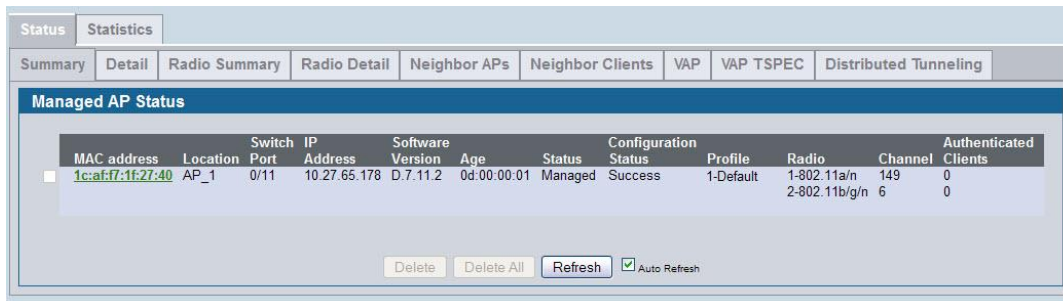 Status Statistics
Summary Detail Radio Summary Radio Detail Neighbor APs Neighbor Clients VAP VAP TSPEC Distributed Tunneling
Managed AP Status
MAC address Location Switch Port IP Address Software Version Age Status Configuration Status Profile Radio Channel Authenticated Clients
1c:af:f7:1f:27:40 AP_1 0/11 10.27.65.178 D.7.11.2 0d:00:00:01 Managed Success 1-Default 1-802.11a/n 149 0
2-802.11b/g/n 6 0
Delete Delete All Refresh Auto Refresh